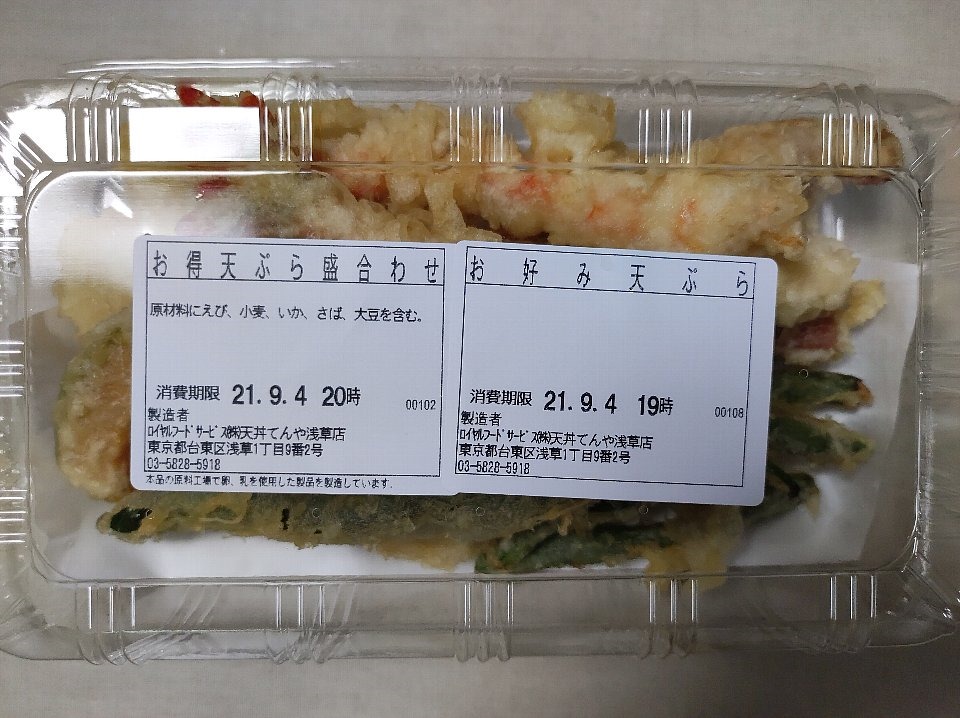 お得天ぷら盛合わせ
原材料にえび、小麦、いか、さば、大豆を含む。
消費期限 21.9.4 20時
00102
製造者
ﾛｲﾔﾙﾌｰﾄﾞｻｰﾋﾞｽ㈱天丼てんや浅草店
東京都台東区浅草1丁目9番2号
03-5828-5918
本品の原料工場で卵、乳を使用した製品を製造しています。
お好み天ぷら
消費期限 21.9.4 19時
00108
製造者
ﾛｲﾔﾙﾌｰﾄﾞｻｰﾋﾞｽ㈱天丼てんや浅草店
東京都台東区浅草1丁目9番2号
03-5828-5918